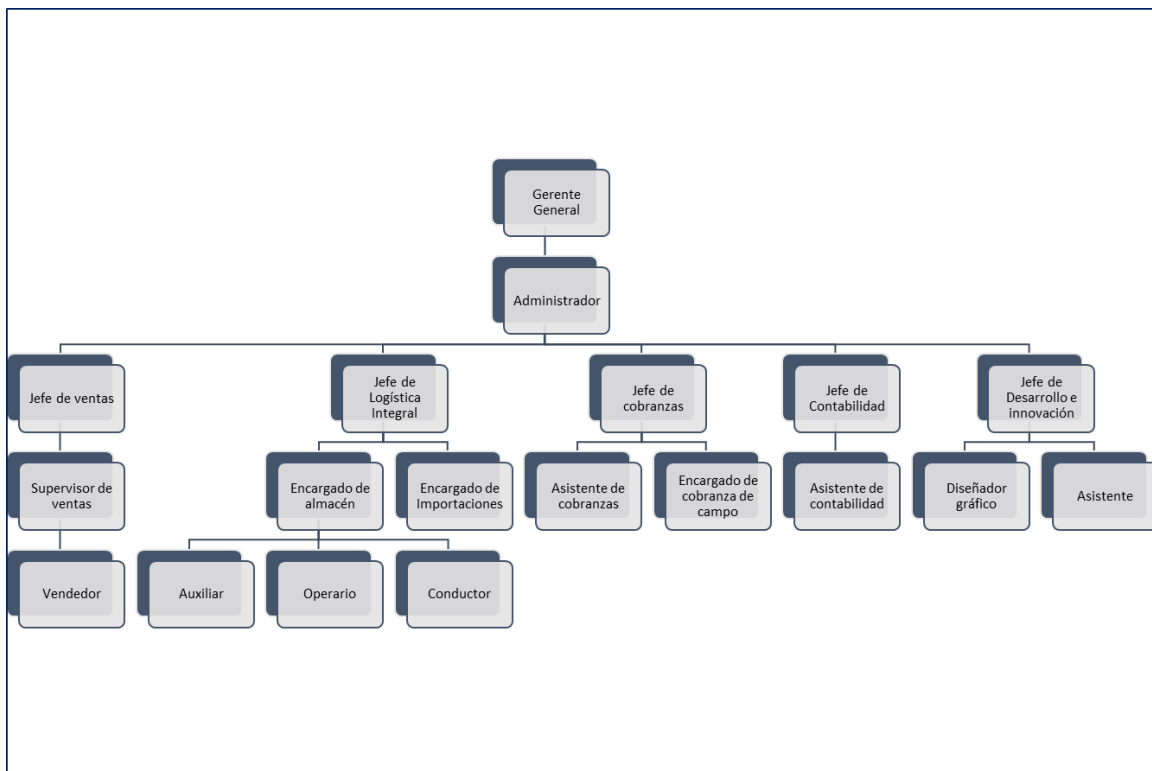 Gerente
General
Administrador
Jefe de ventas
Jefe de
Logística
Integral
Jefe de
cobranzas
Jefe de
Contabilidad
Jefe de
Desarrollo e
innovación
Supervisor de
ventas
Encargado de
almacén
Encargado de
Importaciones
Asistente de
cobranzas
Encargado de
cobranza de
campo
Asistente de
contabilidad
Diseñador
gráfico
Asistente
Vendedor
Auxiliar
Operario
Conductor